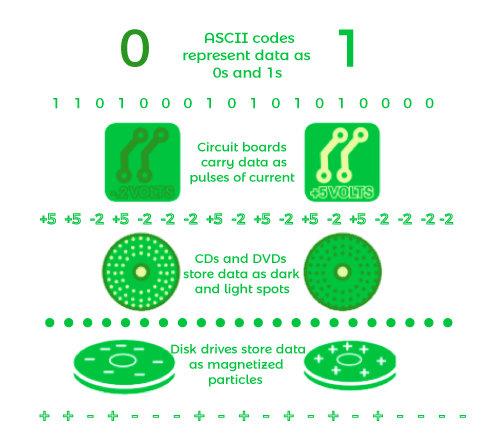 0
ASCII codes
represent data as
0s and 1s
1
1 1 0 1 0 0 0 1 0 1 0 1 0 1 0 0 0 0
VOLTS
Circuit boards
carry data as
pulses of current
+5 VOLTS
+5 +5 -2 +5 -2 -2 -2 +5 -2 +5 -2 +5 -2 +5 -2 -2 -2 -2
CDs and DVDs
store data as dark
and light spots
Disk drives store data
as magnetized
particles
+ + - + - - - + - + - + - + - + - - - -